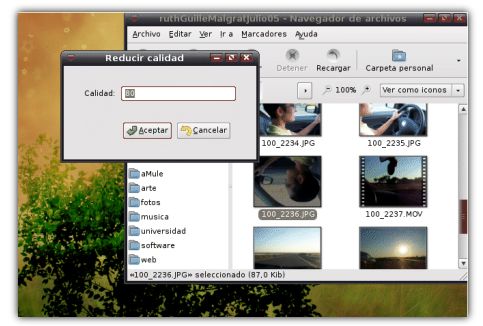 ruthGuilleMaigratJulio05 - Navegador de archivos
Archivo Editar Ver Ir a Marcadores Ayuda
Reducir calidad
Detener Recargar Carpeta personal
Calidad: 80
100% Ver como iconos
Aceptar Cancelar
100_2234.JPG 100_2235.JPG
aMule
arte
fotos
100_2236.JPG 100_2237.MOV
musica
universidad
software
web
«100_2236.JPG» seleccionado (87,0 Kib)